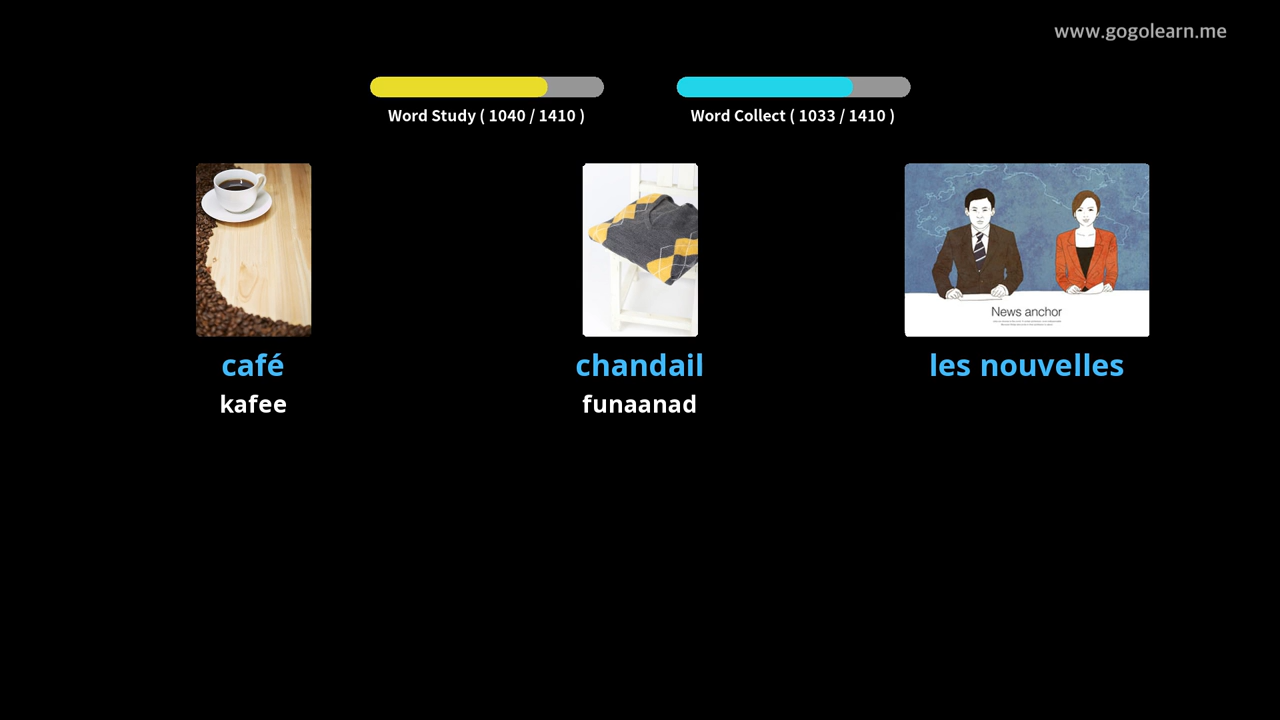 www.gogolearn.me
Word Study ( 1040 / 1410 )
Word Collect ( 1033 / 1410 )
News anchor
café
chandail
les nouvelles
kafee
funaanad